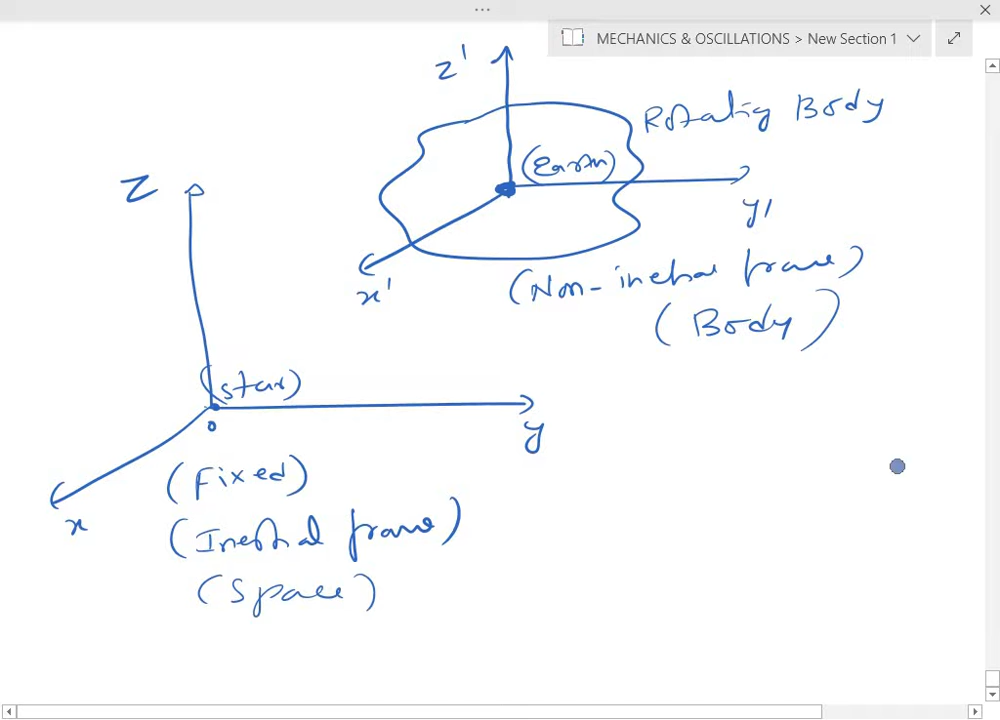 MECHANICS & OSCILLATIONS > New Section 1
z'
Rotating Body
(Earth)
y'
x'
(Non-inertial frame)
(Body)
Z
(star)
o
y
x
(Fixed)
(Inertial frame)
(Space)